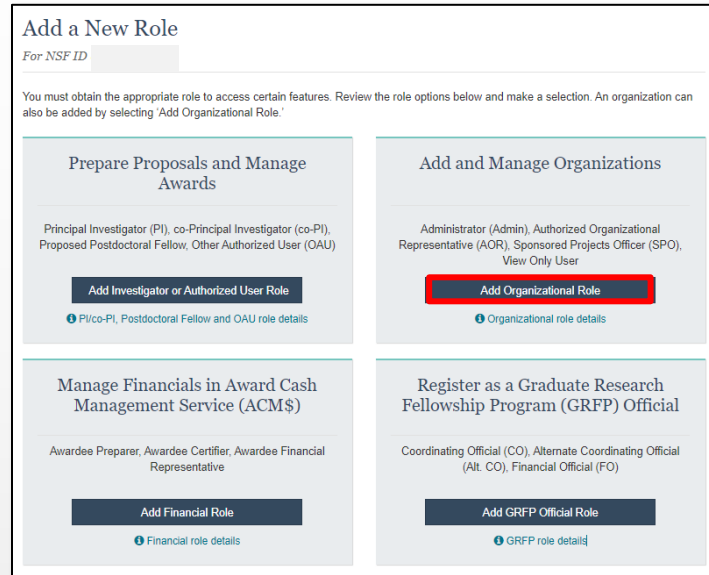 Add a New Role
For NSF ID
You must obtain the appropriate role to access certain features. Review the role options below and make a selection. An organization can
also be added by selecting 'Add Organizational Role.'
Prepare Proposals and Manage
Awards
Principal Investigator (PI), co-Principal Investigator (co-PI),
Proposed Postdoctoral Fellow, Other Authorized User (OAU)
Add Investigator or Authorized User Role
PI/co-PI, Postdoctoral Fellow and OAU role details
Add and Manage Organizations
Administrator (Admin), Authorized Organizational
Representative (AOR), Sponsored Projects Officer (SPO),
View Only User
Add Organizational Role
Organizational role details
Manage Financials in Award Cash
Management Service (ACM$)
Awardee Preparer, Awardee Certifier, Awardee Financial
Representative
Add Financial Role
Financial role details
Register as a Graduate Research
Fellowship Program (GRFP) Official
Coordinating Official (CO), Alternate Coordinating Official
(Alt. CO), Financial Official (FO)
Add GRFP Official Role
GRFP role details